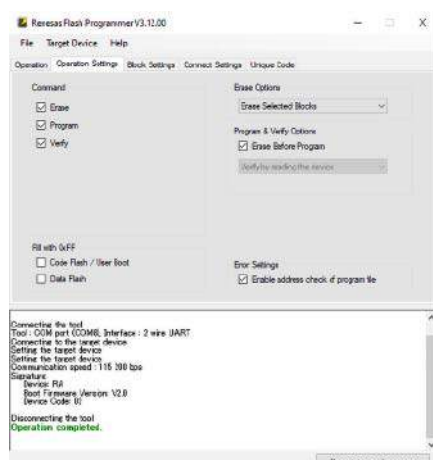 Renesas Flash Programmer V3.12.00
File Target Device Help
Operation Operation Settings Block Settings Connect Settings Unique Code
Command
Erase
Program
Verify
Erase Options
Erase Selected Blocks
Program & Verify Options
Erase Before Program
Verify by reading the device
Fill with 0xFF
Code Flash / User Boot
Data Flash
Error Settings
Enable address check of program file
Connecting the tool
Tool : COM port (COM8), Interface : 2 wire UART
Connecting to the target device
Setting the target device
Setting the target device
Communication speed : 115 200 bps
Signature
Device: RA
Boot Firmware Version: V2.0
Device Code:
Disconnecting the tool
Operation completed.